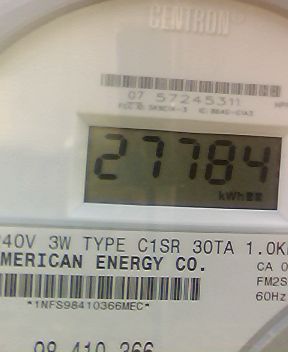 CENTRON
07 57245311
27784
kWh
240V 3W TYPE C1SR 30TA 1.0K
AMERICAN ENERGY CO.
CA 0
FM2S
60Hz
*1NFS98410366MEC*
98 410 366